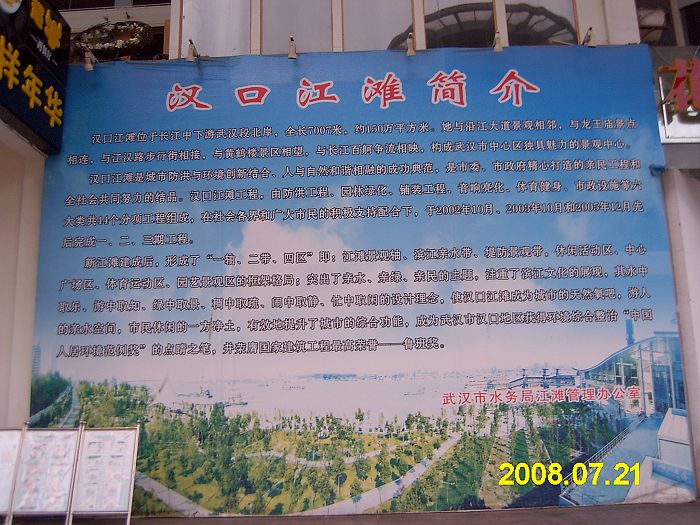 汉口江滩简介
汉口江滩位于长江中下游武汉段北岸，全长7007米，约150万平方米。她与沿江大道景观相邻，与龙王庙景点
相连，与江汉路步行街相接，与黄鹤楼景区相望，与长江百舸争流相映，构成武汉市中心区独具魅力的景观中心。
汉口江滩是城市防洪与环境创新结合、人与自然和谐相融的成功典范，是市委、市政府精心打造的亲民工程和
全社会共同努力的结晶。汉口江滩工程，由防洪工程、园林绿化、铺装工程、音响亮化、体育健身、市政设施等六
大类共44个分项工程组成，在社会各界和广大市民的积极支持配合下，于2002年10月、2003年10月和2005年12月先
后完成一、二、三期工程。
新江滩建成后，形成了“一轴、二带、四区”即：江滩景观轴、滨江亲水带、堤防景观带、休闲活动区、中心
广场区、体育运动区、园艺景观区的框架格局；突出了亲水、亲绿、亲民的主题，注重了滨江文化的展现，其水中
取乐、游中取知、绿中取景、稠中取疏、闹中取静、忙中取闲的设计理念，使汉口江滩成为城市的天然氧吧，游人
的亲水空间，市民休闲的一方净土，有效地提升了城市的综合功能，成为武汉市汉口地区获得环境综合整治“中国
人居环境范例奖”的点睛之笔，并荣膺国家建筑工程最高荣誉——鲁班奖。
武汉市水务局江滩管理办公室
样年华
2008.07.21